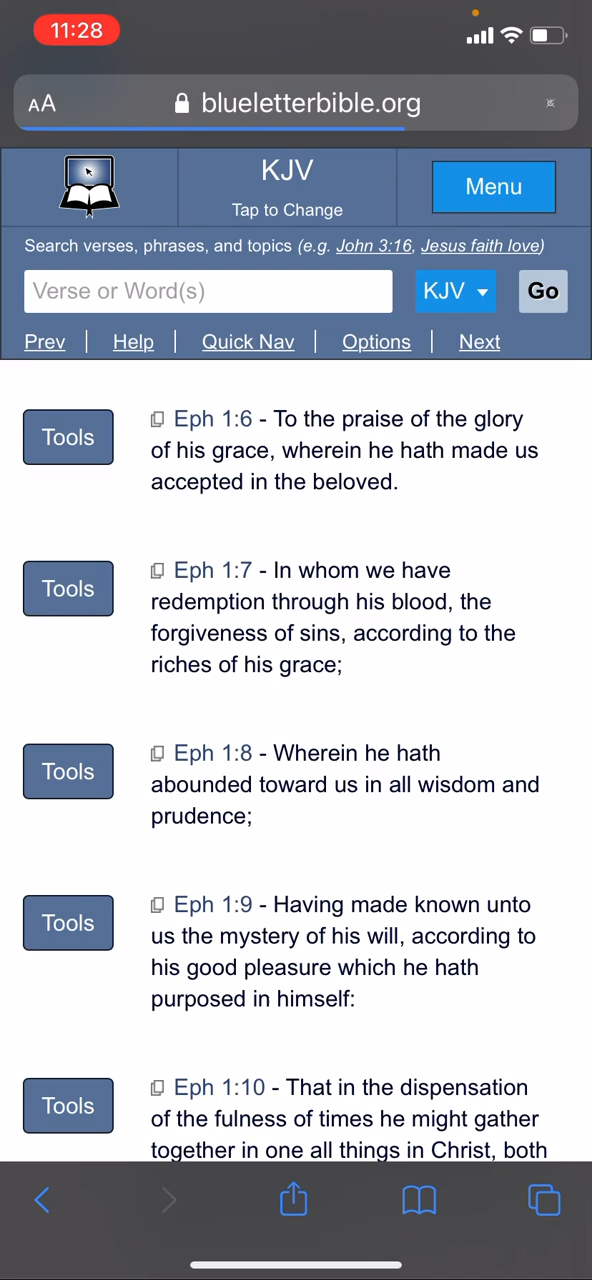 11:28
AA blueletterbible.org
KJV
Tap to Change
Menu
Search verses, phrases, and topics (e.g. John 3:16, Jesus faith love)
Verse or Word(s) KJV Go
Prev | Help | Quick Nav | Options | Next
Tools
Eph 1:6 - To the praise of the glory
of his grace, wherein he hath made us
accepted in the beloved.
Tools
Eph 1:7 - In whom we have
redemption through his blood, the
forgiveness of sins, according to the
riches of his grace;
Tools
Eph 1:8 - Wherein he hath
abounded toward us in all wisdom and
prudence;
Tools
Eph 1:9 - Having made known unto
us the mystery of his will, according to
his good pleasure which he hath
purposed in himself:
Tools
Eph 1:10 - That in the dispensation
of the fulness of times he might gather
together in one all things in Christ, both